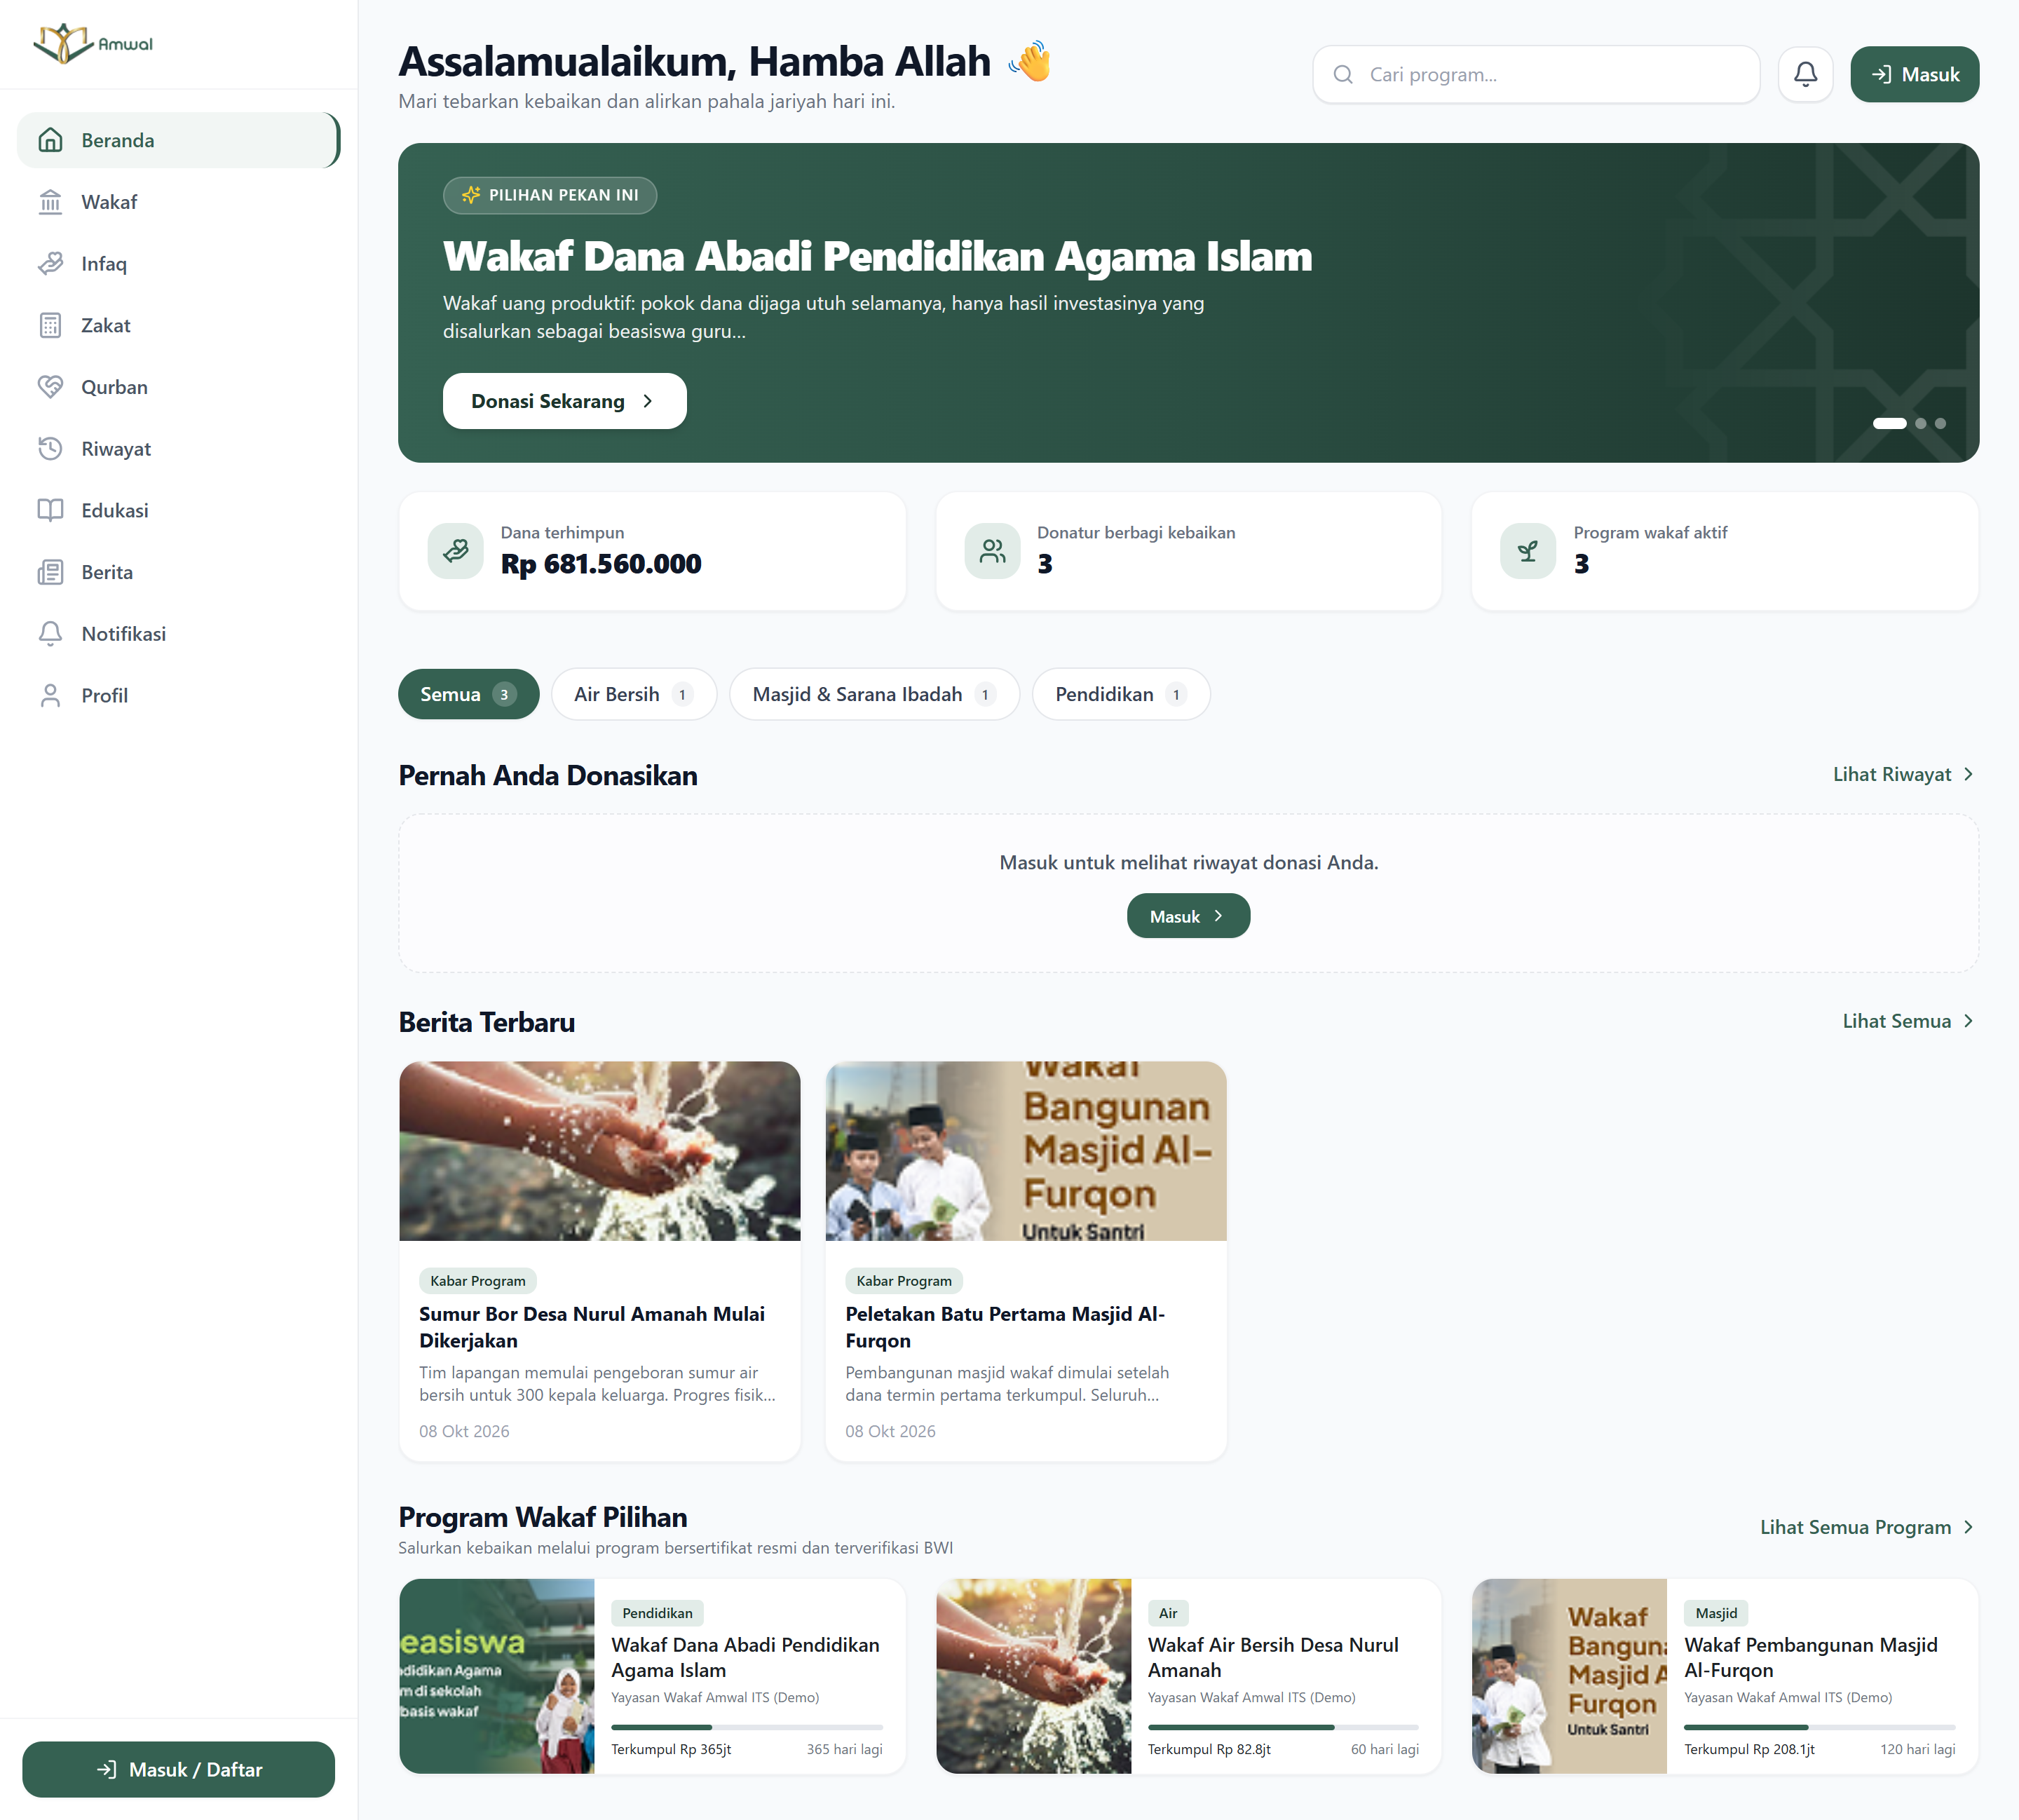 Amwal
Beranda
Wakaf
Infaq
Zakat
Qurban
Riwayat
Edukasi
Berita
Notifikasi
Profil
Masuk / Daftar
Assalamualaikum, Hamba Allah 👋
Mari tebarkan kebaikan dan alirkan pahala jariyah hari ini.
Cari program...
Masuk
PILIHAN PEKAN INI
Wakaf Dana Abadi Pendidikan Agama Islam
Wakaf uang produktif: pokok dana dijaga utuh selamanya, hanya hasil investasinya yang
disalurkan sebagai beasiswa guru...
Donasi Sekarang
Dana terhimpun
Rp 681.560.000
Donatur berbagi kebaikan
3
Program wakaf aktif
3
Semua 3
Air Bersih 1
Masjid & Sarana Ibadah 1
Pendidikan 1
Pernah Anda Donasikan
Lihat Riwayat
Masuk untuk melihat riwayat donasi Anda.
Masuk
Berita Terbaru
Lihat Semua
Kabar Program
Sumur Bor Desa Nurul Amanah Mulai
Dikerjakan
Tim lapangan memulai pengeboran sumur air
bersih untuk 300 kepala keluarga. Progres fisik...
08 Okt 2026
Wakaf
Bangunan
Masjid Al-
Furqon
Untuk Santri
Kabar Program
Peletakan Batu Pertama Masjid Al-
Furqon
Pembangunan masjid wakaf dimulai setelah
dana termin pertama terkumpul. Seluruh...
08 Okt 2026
Program Wakaf Pilihan
Salurkan kebaikan melalui program bersertifikat resmi dan terverifikasi BWI
Lihat Semua Program
easiswa
didikan Agama
m di sekolah
basis wakaf
Pendidikan
Wakaf Dana Abadi Pendidikan
Agama Islam
Yayasan Wakaf Amwal ITS (Demo)
Terkumpul Rp 365jt
365 hari lagi
Air
Wakaf Air Bersih Desa Nurul
Amanah
Yayasan Wakaf Amwal ITS (Demo)
Terkumpul Rp 82.8jt
60 hari lagi
Wakaf
Banguna
Masjid A
Furqon
Untuk Santri
Masjid
Wakaf Pembangunan Masjid
Al-Furqon
Yayasan Wakaf Amwal ITS (Demo)
Terkumpul Rp 208.1jt
120 hari lagi